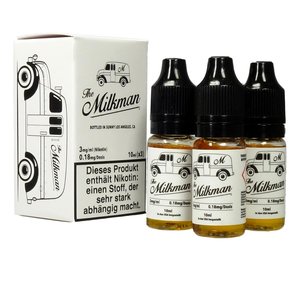 The
Milkman
BOTTLED IN SUNNY LOS ANGELES, CA
3mg/ml (Nikotin)
0.18mg/Dosis
10ml (x3)
Dieses Produkt
enthält Nikotin:
einen Stoff, der
sehr stark
abhängig macht.
The
Milkman
M
The
Milkman
10ml
The
Milkman
10ml